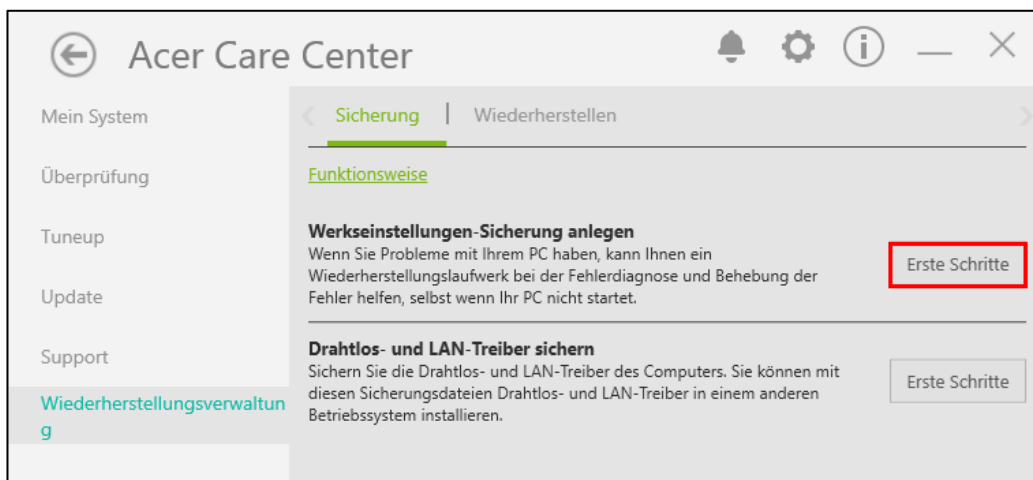 Acer Care Center
Mein System
Überprüfung
Tuneup
Update
Support
Wiederherstellungsverwaltun
g
Sicherung | Wiederherstellen
Funktionsweise
Werkseinstellungen-Sicherung anlegen
Wenn Sie Probleme mit Ihrem PC haben, kann Ihnen ein
Wiederherstellungslaufwerk bei der Fehlerdiagnose und Behebung der
Fehler helfen, selbst wenn Ihr PC nicht startet.
Erste Schritte
Drahtlos- und LAN-Treiber sichern
Sichern Sie die Drahtlos- und LAN-Treiber des Computers. Sie können mit
diesen Sicherungsdateien Drahtlos- und LAN-Treiber in einem anderen
Betriebssystem installieren.
Erste Schritte